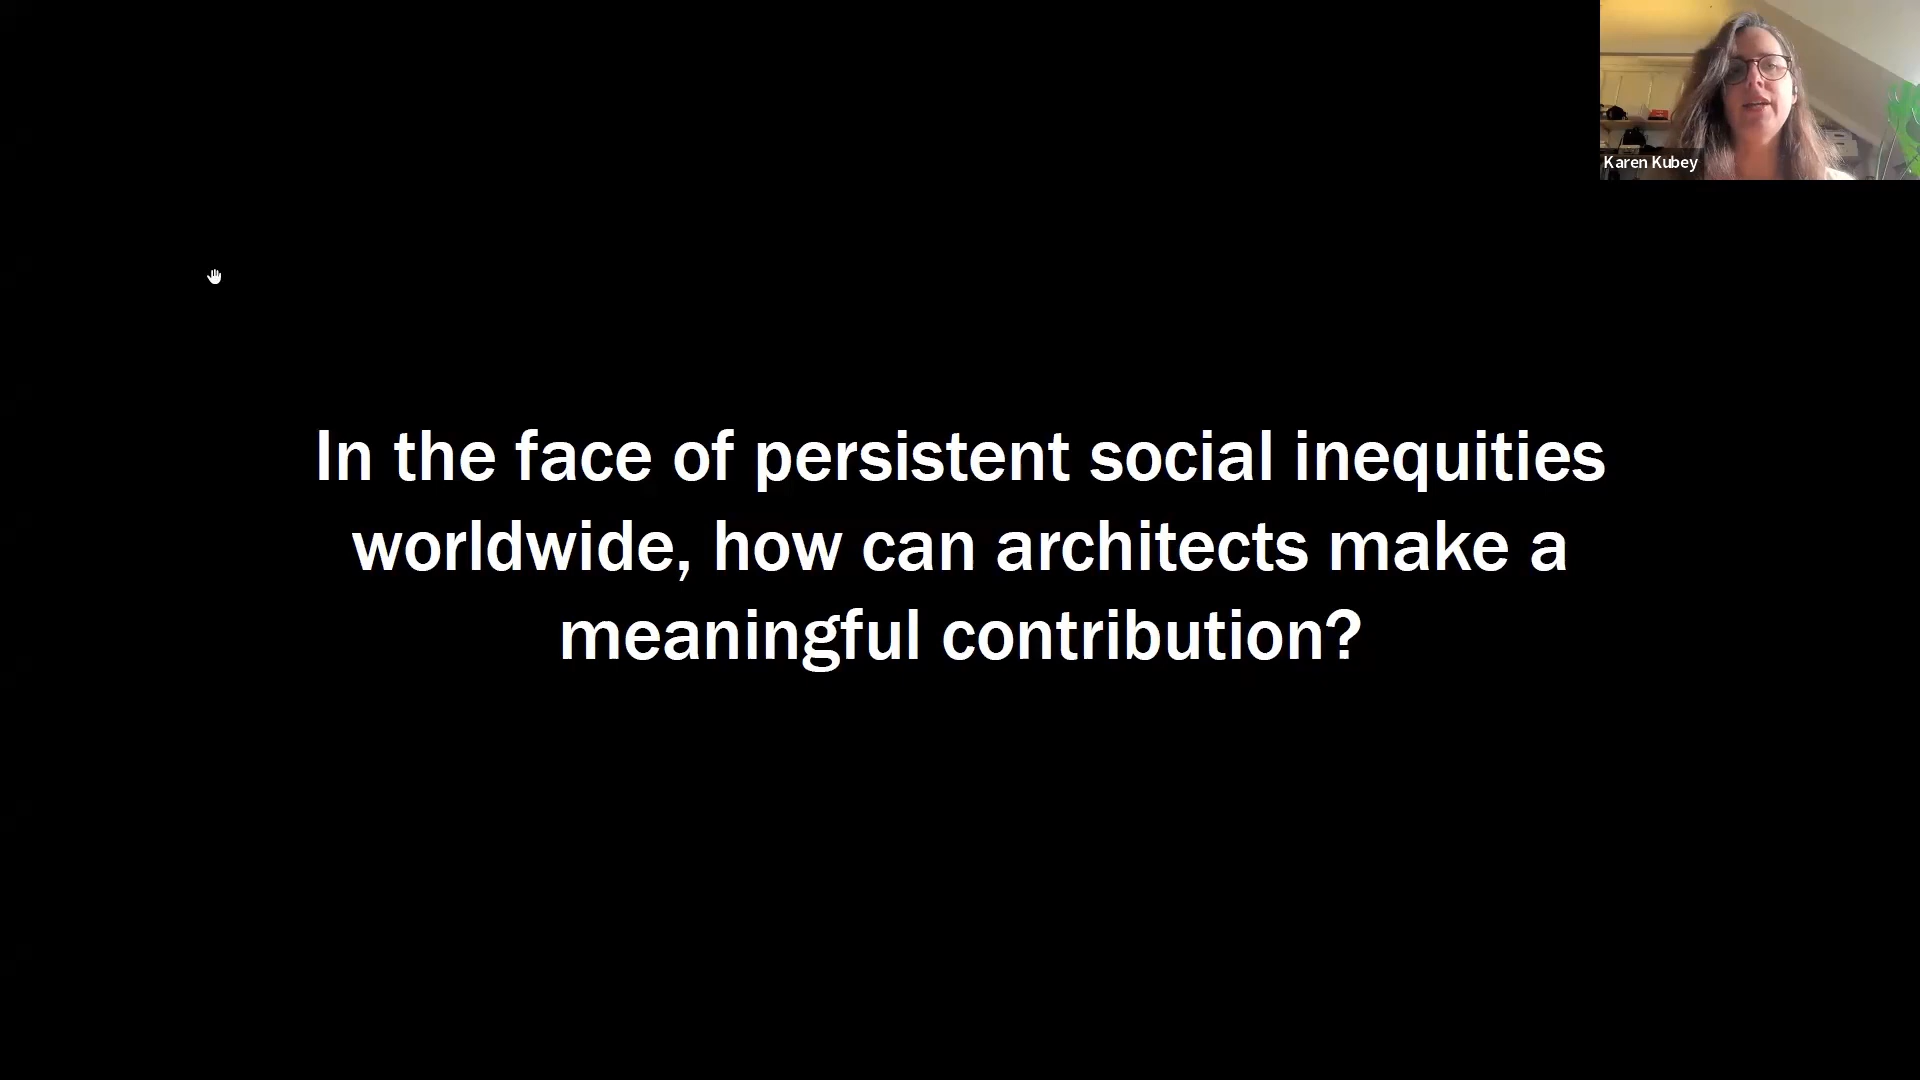 Karen Kubey
In the face of persistent social inequities
worldwide, how can architects make a
meaningful contribution?